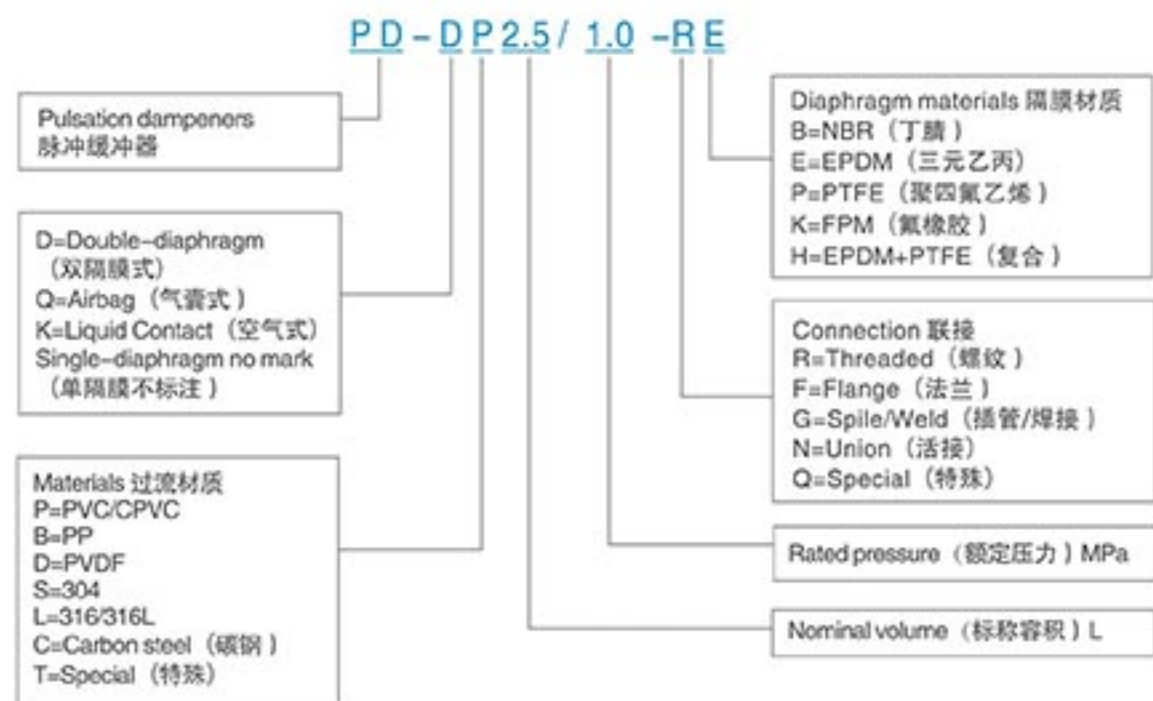 PD-DP2.5/1.0-RE
Pulsation dampeners
脉冲缓冲器
D=Double-diaphragm
（双隔膜式）
Q=Airbag（气囊式）
K=Liquid Contact（空气式）
Single-diaphragm no mark
（单隔膜不标注）
Materials 过流材质
P=PVC/CPVC
B=PP
D=PVDF
S=304
L=316/316L
C=Carbon steel（碳钢）
T=Special（特殊）
Diaphragm materials 隔膜材质
B=NBR（丁腈）
E=EPDM（三元乙丙）
P=PTFE（聚四氟乙烯）
K=FPM（氟橡胶）
H=EPDM+PTFE（复合）
Connection 联接
R=Threaded（螺纹）
F=Flange（法兰）
G=Spile/Weld（插管/焊接）
N=Union（活接）
Q=Special（特殊）
Rated pressure（额定压力）MPa
Nominal volume（标称容积）L